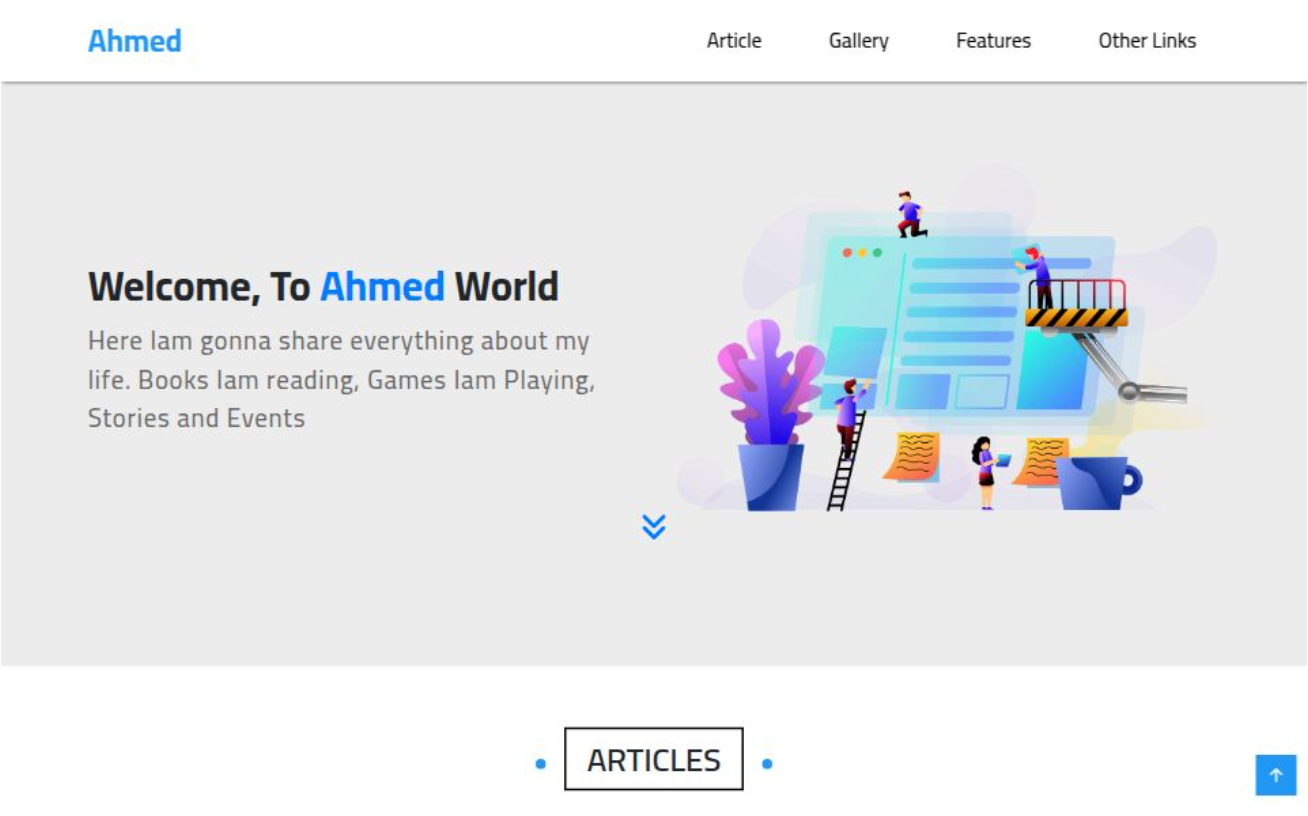 Ahmed
Article
Gallery
Features
Other Links
Welcome, To Ahmed World
Here Iam gonna share everything about my
life. Books Iam reading, Games Iam Playing,
Stories and Events
ARTICLES